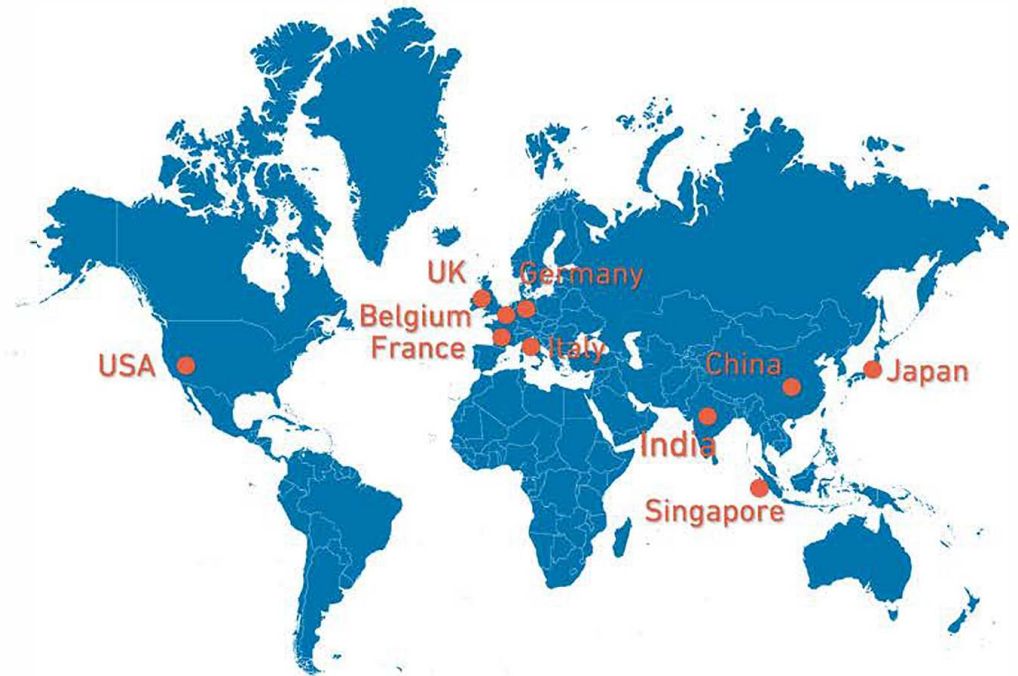 UK
Germany
Belgium
France
Italy
USA
China
Japan
India
Singapore